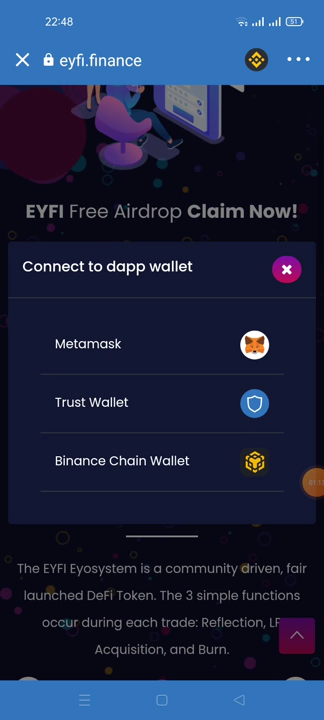 22:48
51
eyfi.finance
EYFI Free Airdrop Claim Now!
Connect to dapp wallet
Metamask
Trust Wallet
Binance Chain Wallet
The EYFI Eyosystem is a community driven, fair
launched DeFi Token. The 3 simple functions
occur during each trade: Reflection, LP
Acquisition, and Burn.